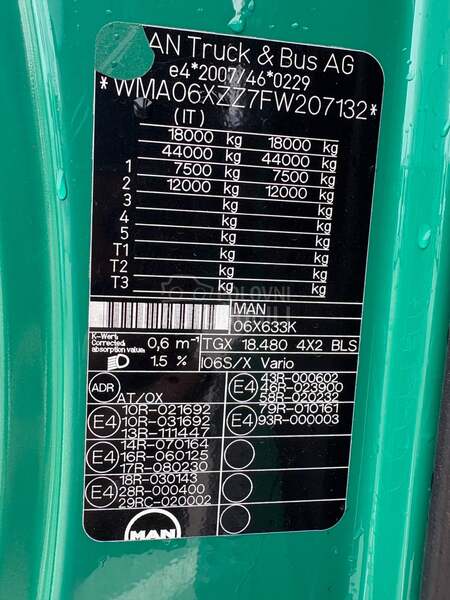 AN Truck & Bus AG
e4*2007/46*0229
*WMA06XZZ7FW207132*
(IT)
18000 kg 18000 kg
44000 kg 44000 kg
1 7500 kg 7500 kg
2 12000 kg 12000 kg
3 kg kg
4 kg kg
5 kg kg
T1 kg kg
T2 kg kg
T3 kg kg
MAN
06X633K
K-Wert
Corrected absorption value 0,6 m⁻¹ TGX 18.480 4X2 BLS
1.5 % I06S/X Vario
ADR AT/OX
E4 43R-000602
46R-023900
58R-020232
E4 10R-021692
10R-031692
13R-111447
E4 79R-010161
93R-000003
E4 14R-070164
16R-060125
17R-080230
E4 18R-030143
28R-000400
29RC-020002
MAN